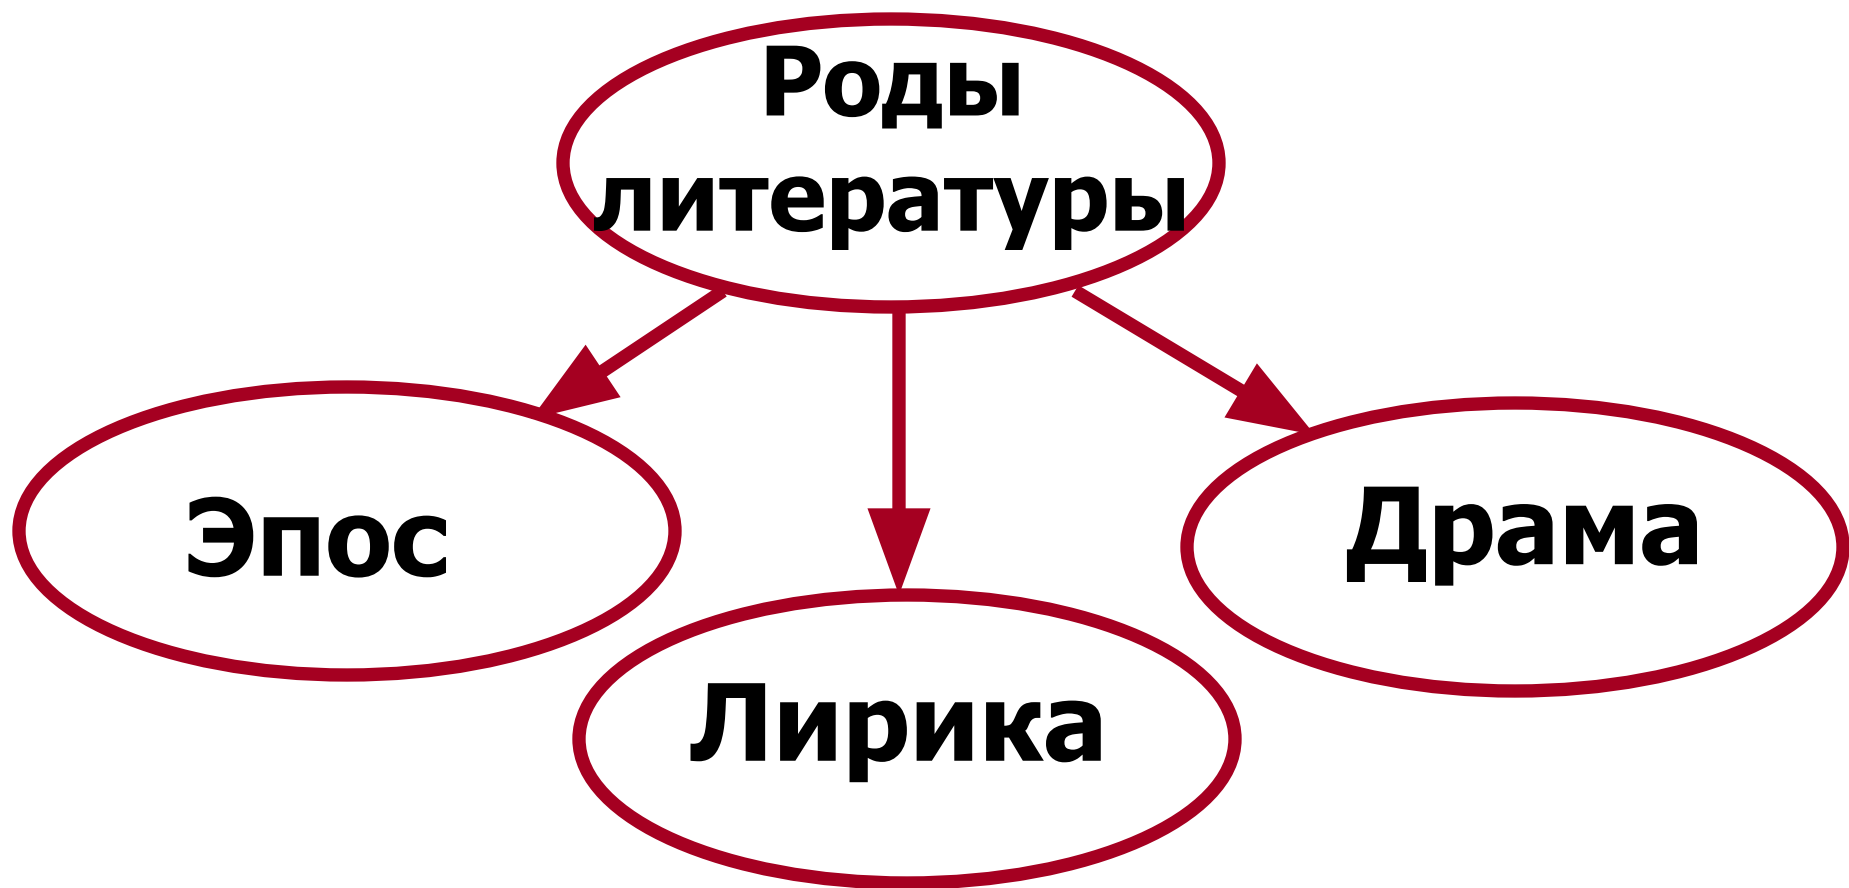 Роды
литературы
Эпос
Лирика
Драма